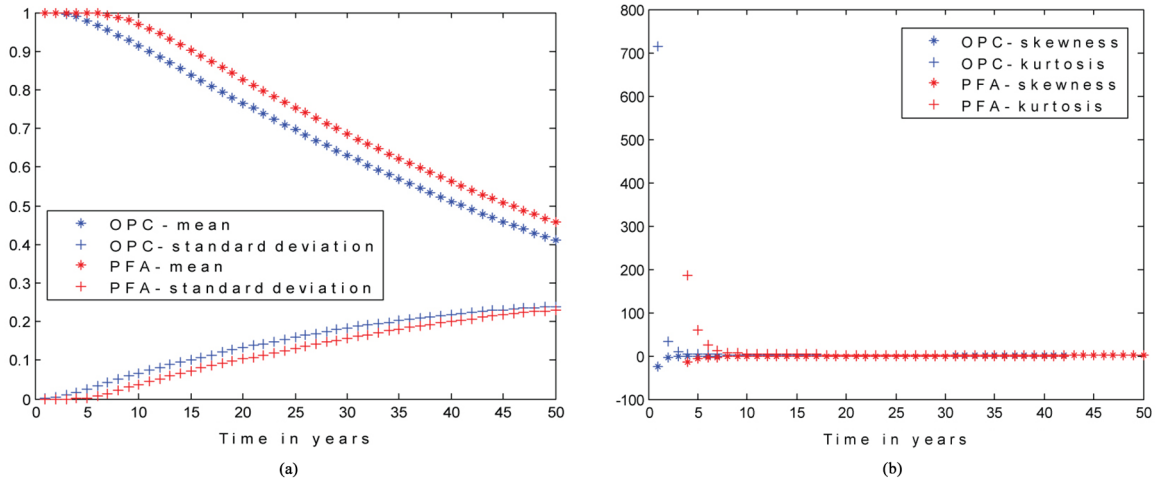 1
0.9
0.8
0.7
0.6
0.5
0.4
0.3
0.2
0.1
0
OPC- mean
OPC- standard deviation
PFA- mean
PFA- standard deviation
0 5 10 15 20 25 30 35 40 45 50
Time in years
(a)
800
700
600
500
400
300
200
100
0
-100
OPC- skewness
OPC- kurtosis
PFA- skewness
PFA- kurtosis
0 5 10 15 20 25 30 35 40 45 50
Time in years
(b)